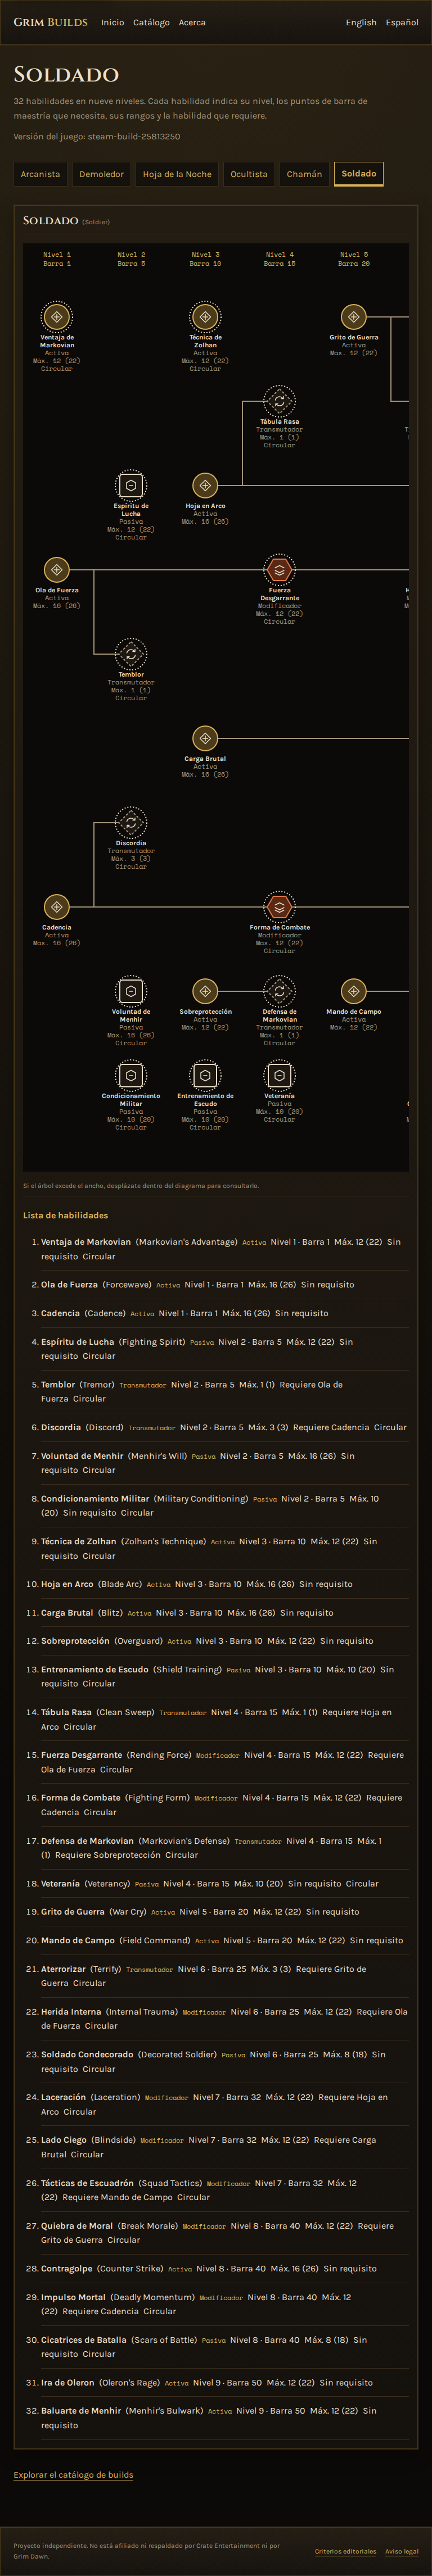 GRIM BUILDS Inicio Catálogo Acerca English Español
SOLDADO
32 habilidades en nueve niveles. Cada habilidad indica su nivel, los puntos de barra de
maestría que necesita, sus rangos y la habilidad que requiere.
Versión del juego: steam-build-25813250
Arcanista Demoledor Hoja de la Noche Ocultista Chamán Soldado
SOLDADO (Soldier)
Nivel 1 Nivel 2 Nivel 3 Nivel 4 Nivel 5
Barra 1 Barra 5 Barra 10 Barra 15 Barra 20
Ventaja de Markovian
Activa
Máx. 12 (22)
Circular
Técnica de Zolhan
Activa
Máx. 12 (22)
Circular
Grito de Guerra
Activa
Máx. 12 (22)
Tábula Rasa
Transmutador
Máx. 1 (1)
Circular
Espíritu de Lucha
Pasiva
Máx. 12 (22)
Circular
Hoja en Arco
Activa
Máx. 16 (26)
Ola de Fuerza
Activa
Máx. 16 (26)
Fuerza Desgarrante
Modificador
Máx. 12 (22)
Circular
Temblor
Transmutador
Máx. 1 (1)
Circular
Carga Brutal
Activa
Máx. 16 (26)
Discordia
Transmutador
Máx. 3 (3)
Circular
Cadencia
Activa
Máx. 16 (26)
Forma de Combate
Modificador
Máx. 12 (22)
Circular
Voluntad de Menhir
Pasiva
Máx. 16 (26)
Circular
Sobreprotección
Activa
Máx. 12 (22)
Defensa de Markovian
Transmutador
Máx. 1 (1)
Circular
Mando de Campo
Activa
Máx. 12 (22)
Condicionamiento Militar
Pasiva
Máx. 10 (20)
Circular
Entrenamiento de Escudo
Pasiva
Máx. 10 (20)
Circular
Veteranía
Pasiva
Máx. 10 (20)
Circular
Si el árbol excede el ancho, desplázate dentro del diagrama para consultarlo.
Lista de habilidades
1. Ventaja de Markovian (Markovian's Advantage) Activa Nivel 1 · Barra 1 Máx. 12 (22) Sin
requisito Circular
2. Ola de Fuerza (Forcewave) Activa Nivel 1 · Barra 1 Máx. 16 (26) Sin requisito
3. Cadencia (Cadence) Activa Nivel 1 · Barra 1 Máx. 16 (26) Sin requisito
4. Espíritu de Lucha (Fighting Spirit) Pasiva Nivel 2 · Barra 5 Máx. 12 (22) Sin
requisito Circular
5. Temblor (Tremor) Transmutador Nivel 2 · Barra 5 Máx. 1 (1) Requiere Ola de
Fuerza Circular
6. Discordia (Discord) Transmutador Nivel 2 · Barra 5 Máx. 3 (3) Requiere Cadencia Circular
7. Voluntad de Menhir (Menhir's Will) Pasiva Nivel 2 · Barra 5 Máx. 16 (26) Sin
requisito Circular
8. Condicionamiento Militar (Military Conditioning) Pasiva Nivel 2 · Barra 5 Máx. 10
(20) Sin requisito Circular
9. Técnica de Zolhan (Zolhan's Technique) Activa Nivel 3 · Barra 10 Máx. 12 (22) Sin
requisito Circular
10. Hoja en Arco (Blade Arc) Activa Nivel 3 · Barra 10 Máx. 16 (26) Sin requisito
11. Carga Brutal (Blitz) Activa Nivel 3 · Barra 10 Máx. 16 (26) Sin requisito
12. Sobreprotección (Overguard) Activa Nivel 3 · Barra 10 Máx. 12 (22) Sin requisito
13. Entrenamiento de Escudo (Shield Training) Pasiva Nivel 3 · Barra 10 Máx. 10 (20) Sin
requisito Circular
14. Tábula Rasa (Clean Sweep) Transmutador Nivel 4 · Barra 15 Máx. 1 (1) Requiere Hoja en
Arco Circular
15. Fuerza Desgarrante (Rending Force) Modificador Nivel 4 · Barra 15 Máx. 12 (22) Requiere
Ola de Fuerza Circular
16. Forma de Combate (Fighting Form) Modificador Nivel 4 · Barra 15 Máx. 12 (22) Requiere
Cadencia Circular
17. Defensa de Markovian (Markovian's Defense) Transmutador Nivel 4 · Barra 15 Máx. 1
(1) Requiere Sobreprotección Circular
18. Veteranía (Veterancy) Pasiva Nivel 4 · Barra 15 Máx. 10 (20) Sin requisito Circular
19. Grito de Guerra (War Cry) Activa Nivel 5 · Barra 20 Máx. 12 (22) Sin requisito
20. Mando de Campo (Field Command) Activa Nivel 5 · Barra 20 Máx. 12 (22) Sin requisito
21. Aterrorizar (Terrify) Transmutador Nivel 6 · Barra 25 Máx. 3 (3) Requiere Grito de
Guerra Circular
22. Herida Interna (Internal Trauma) Modificador Nivel 6 · Barra 25 Máx. 12 (22) Requiere Ola
de Fuerza Circular
23. Soldado Condecorado (Decorated Soldier) Pasiva Nivel 6 · Barra 25 Máx. 8 (18) Sin
requisito Circular
24. Laceración (Laceration) Modificador Nivel 7 · Barra 32 Máx. 12 (22) Requiere Hoja en
Arco Circular
25. Lado Ciego (Blindside) Modificador Nivel 7 · Barra 32 Máx. 12 (22) Requiere Carga
Brutal Circular
26. Tácticas de Escuadrón (Squad Tactics) Modificador Nivel 7 · Barra 32 Máx. 12
(22) Requiere Mando de Campo Circular
27. Quiebra de Moral (Break Morale) Modificador Nivel 8 · Barra 40 Máx. 12 (22) Requiere
Grito de Guerra Circular
28. Contragolpe (Counter Strike) Activa Nivel 8 · Barra 40 Máx. 16 (26) Sin requisito
29. Impulso Mortal (Deadly Momentum) Modificador Nivel 8 · Barra 40 Máx. 12
(22) Requiere Cadencia Circular
30. Cicatrices de Batalla (Scars of Battle) Pasiva Nivel 8 · Barra 40 Máx. 8 (18) Sin
requisito Circular
31. Ira de Oleron (Oleron's Rage) Activa Nivel 9 · Barra 50 Máx. 12 (22) Sin requisito
32. Baluarte de Menhir (Menhir's Bulwark) Activa Nivel 9 · Barra 50 Máx. 12 (22) Sin
requisito
Explorar el catálogo de builds
Proyecto independiente. No está afiliado ni respaldado por Crate Entertainment ni por
Grim Dawn.
Criterios editoriales Aviso legal